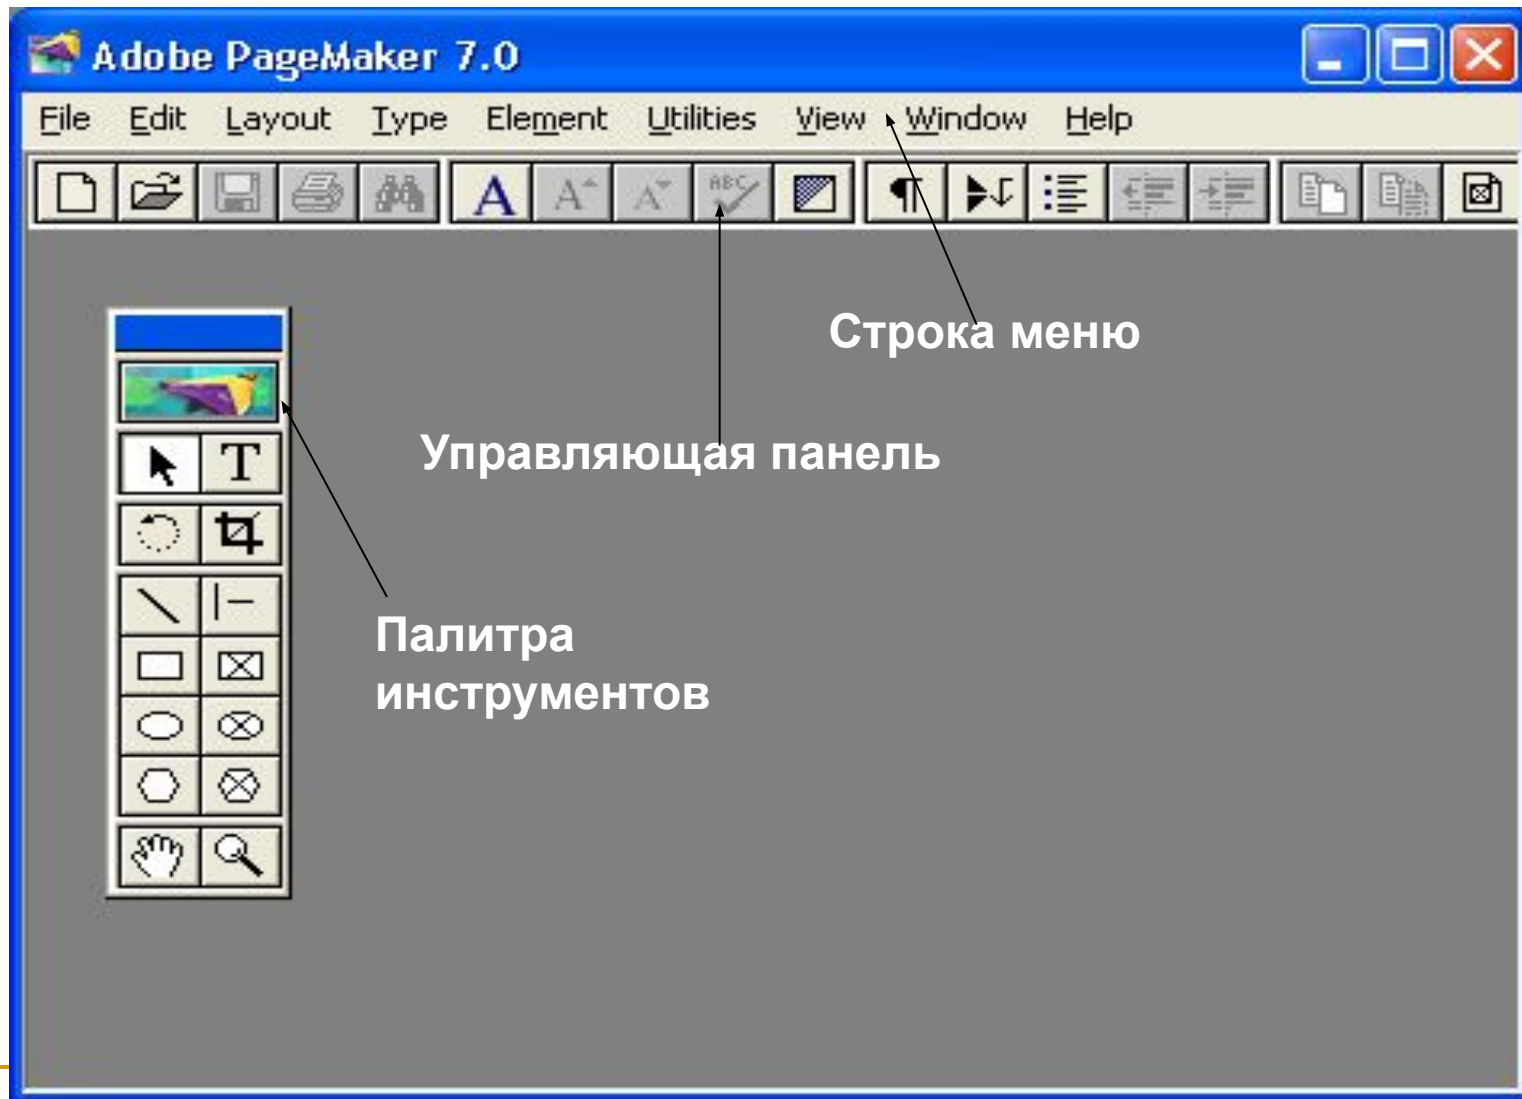 Adobe PageMaker 7.0
File Edit Layout Type Element Utilities View Window Help
A A A ABC
Строка меню
Управляющая панель
T
Палитра
инструментов